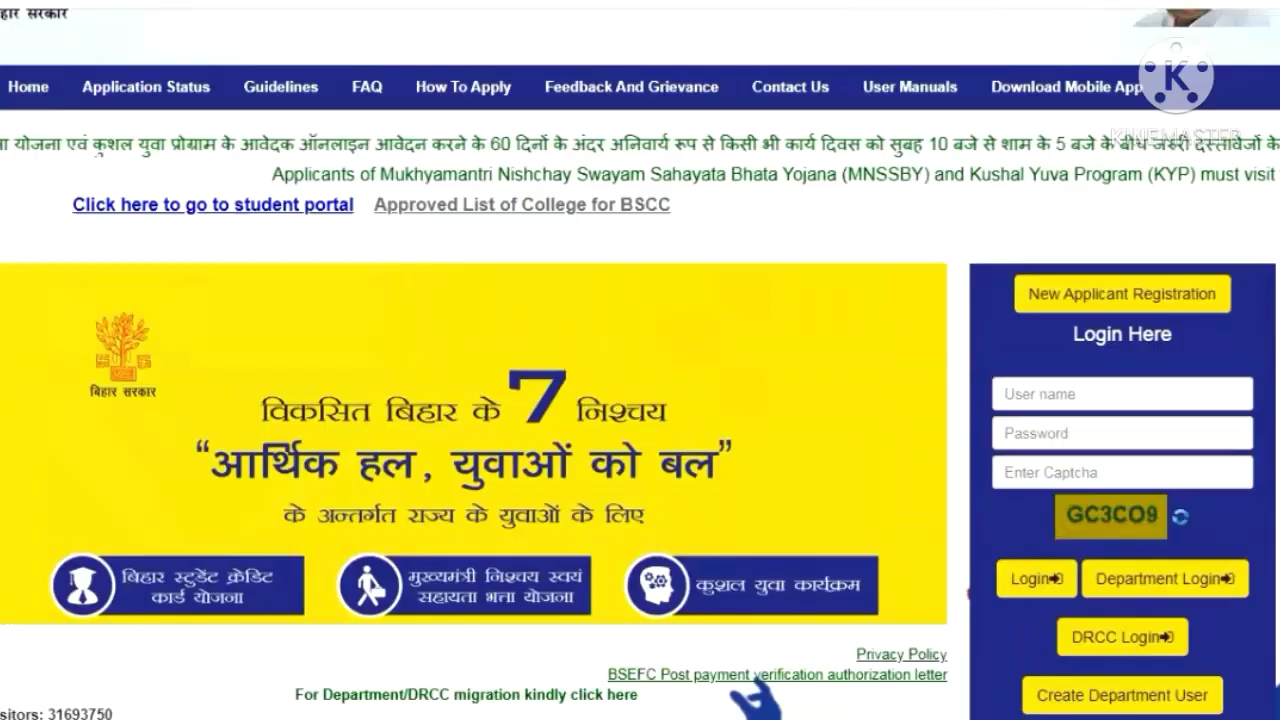 हार सरकार
Home Application Status Guidelines FAQ How To Apply Feedback And Grievance Contact Us User Manuals Download Mobile App
K
KINEMASTER
योजना एवं कुशल युवा प्रोग्राम के आवेदक ऑनलाइन आवेदन करने के 60 दिनों के अंदर अनिवार्य रूप से किसी भी कार्य दिवस को सुबह 10 बजे से शाम के 5 बजे के बीच जरुरी दस्तावेजों के
Applicants of Mukhyamantri Nishchay Swayam Sahayata Bhata Yojana (MNSSBY) and Kushal Yuva Program (KYP) must visit
Click here to go to student portal Approved List of College for BSCC
बिहार सरकार
विकसित बिहार के 7 निश्चय
“आर्थिक हल, युवाओं को बल”
के अन्तर्गत राज्य के युवाओं के लिए
बिहार स्टुडेंट क्रेडिट
कार्ड योजना
मुख्यमंत्री निश्चय स्वयं
सहायता भत्ता योजना
कुशल युवा कार्यक्रम
New Applicant Registration
Login Here
User name
Password
Enter Captcha
GC3CO9
Login Department Login
DRCC Login
Create Department User
Privacy Policy
BSEFC Post payment verification authorization letter
For Department/DRCC migration kindly click here
sitors: 31693750